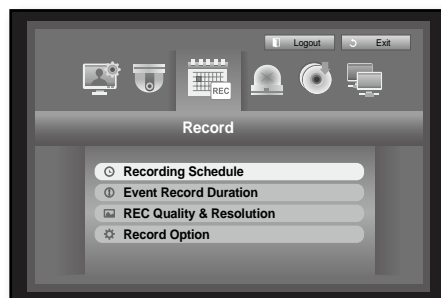 Logout Exit
REC
Record
Recording Schedule
Event Record Duration
REC Quality & Resolution
Record Option